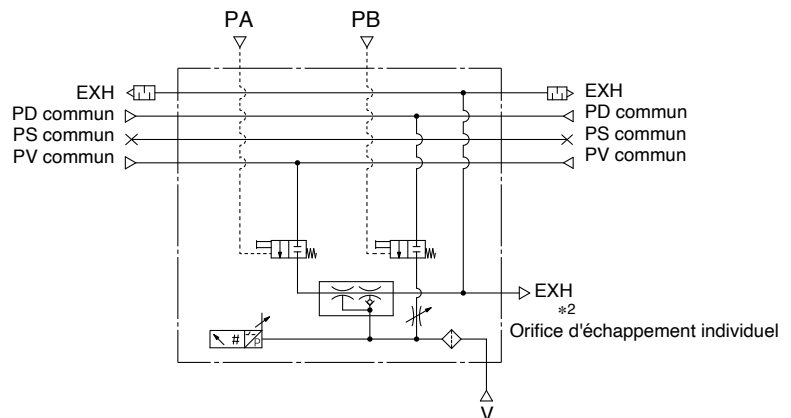 PA
PB
EXH
EXH
PD commun
PD commun
PS commun
PS commun
PV commun
PV commun
EXH
*2
Orifice d'échappement individuel
# P
V